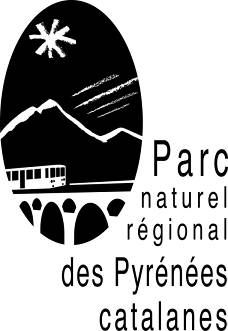 Parc
naturel
régional
des Pyrénées
catalanes